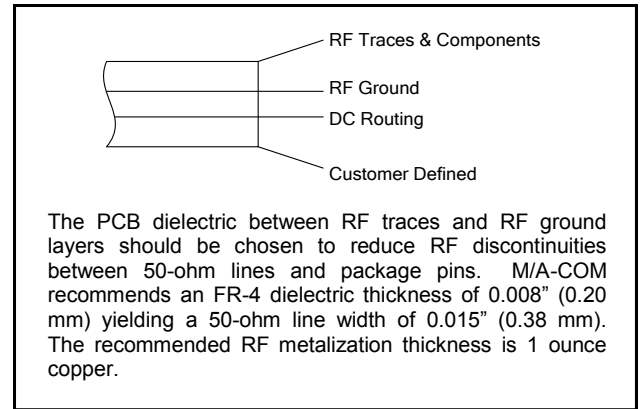 RF Traces & Components
RF Ground
DC Routing
Customer Defined
The PCB dielectric between RF traces and RF ground
layers should be chosen to reduce RF discontinuities
between 50-ohm lines and package pins. M/A-COM
recommends an FR-4 dielectric thickness of 0.008” (0.20
mm) yielding a 50-ohm line width of 0.015” (0.38 mm).
The recommended RF metalization thickness is 1 ounce
copper.